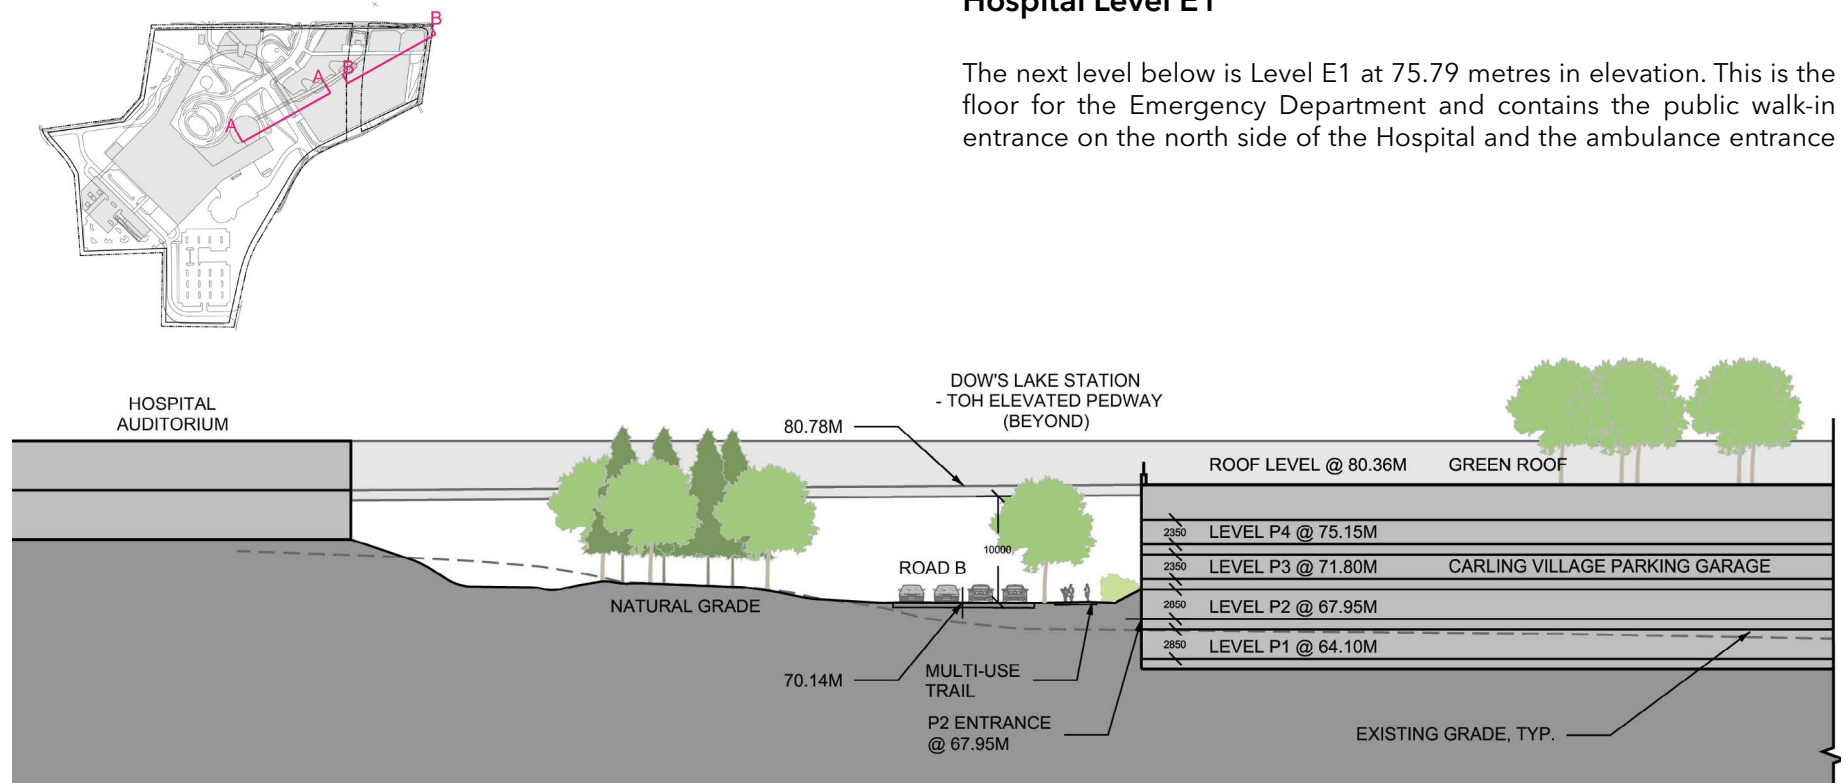 B
A
B
A
Hospital Level E1
The next level below is Level E1 at 75.79 metres in elevation. This is the
floor for the Emergency Department and contains the public walk-in
entrance on the north side of the Hospital and the ambulance entrance
HOSPITAL
AUDITORIUM
DOW'S LAKE STATION
- TOH ELEVATED PEDWAY
(BEYOND)
80.78M
ROOF LEVEL @ 80.36M
GREEN ROOF
2350
LEVEL P4 @ 75.15M
10000
ROAD B
2350
LEVEL P3 @ 71.80M
CARLING VILLAGE PARKING GARAGE
NATURAL GRADE
2850
LEVEL P2 @ 67.95M
2850
LEVEL P1 @ 64.10M
70.14M
MULTI-USE
TRAIL
P2 ENTRANCE
@ 67.95M
EXISTING GRADE, TYP.